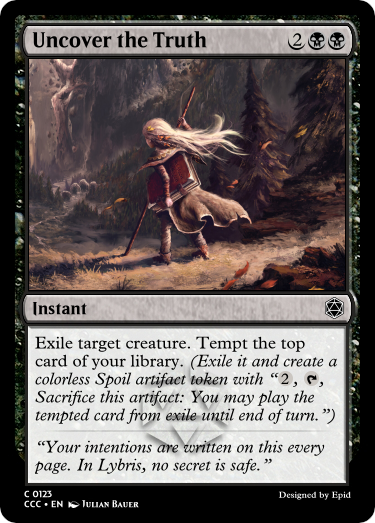 Uncover the Truth 2
Instant
Exile target creature. Tempt the top
card of your library. (Exile it and create a
colorless Spoil artifact token with “2, ,
Sacrifice this artifact: You may play the
tempted card from exile until end of turn.”)
“Your intentions are written on this every
page. In Lybris, no secret is safe.”
C 0123
CCC • EN Julian Bauer
Designed by Epid